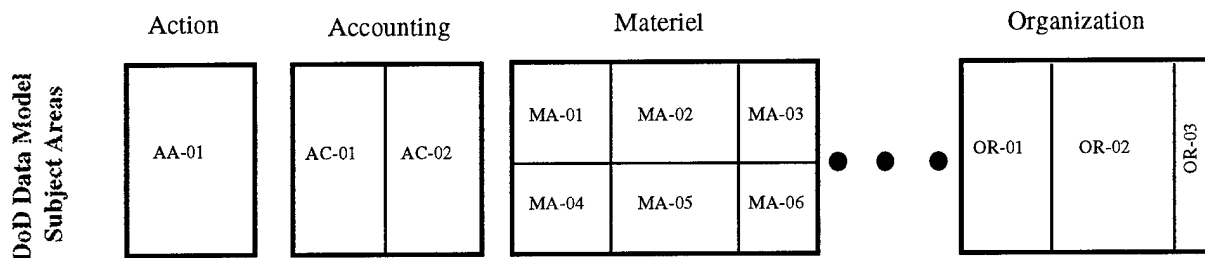 Action
Accounting
Materiel
Organization
DoD Data Model
Subject Areas
AA-01
AC-01
AC-02
MA-01
MA-02
MA-03
MA-04
MA-05
MA-06
OR-01
OR-02
OR-03